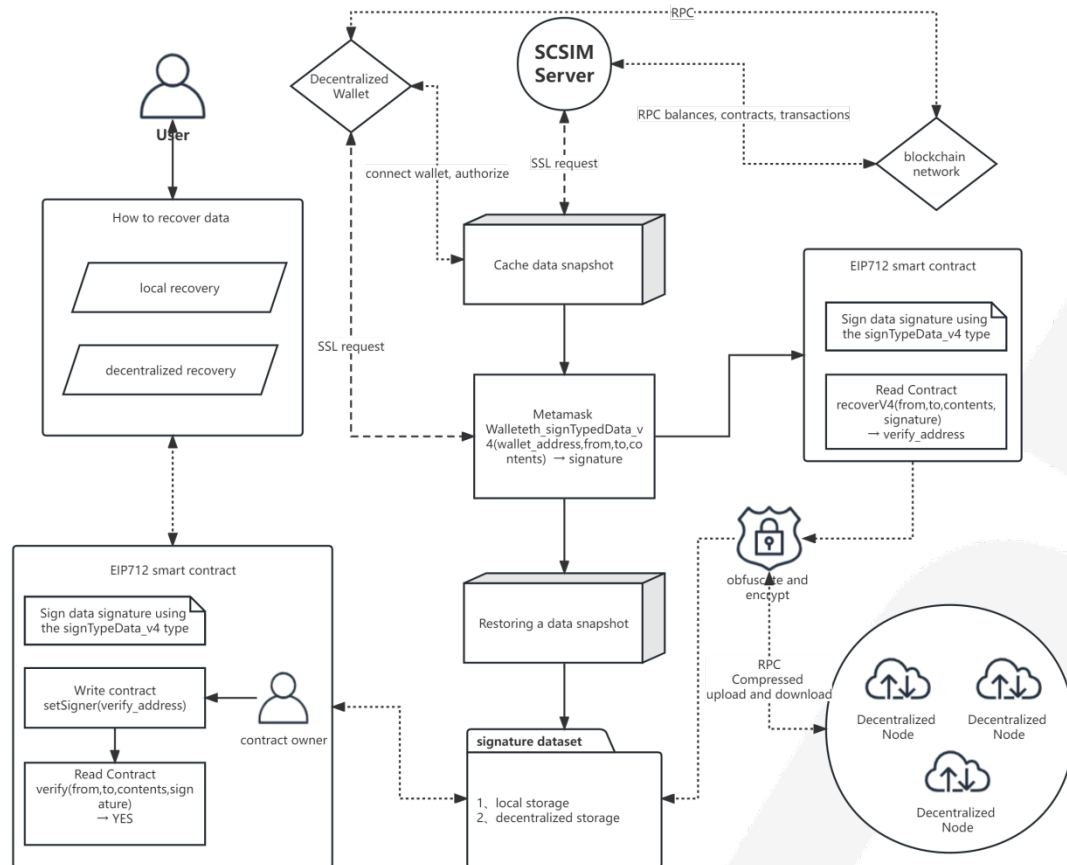 RPC
SCSIM
Server
Decentralized
Wallet
User
RPC balances, contracts, transactions
blockchain
network
SSL request
connect wallet, authorize
How to recover data
local recovery
decentralized recovery
Cache data snapshot
EIP712 smart contract
Sign data signature using
the signTypeData_v4 type
Read Contract
recoverV4(from,to,contents,
signature)
→ verify_address
SSL request
Metamask
Walleteth_signTypedData_v
4(wallet_address,from,to,co
ntents) → signature
obfuscate and
encrypt
EIP712 smart contract
Sign data signature using
the signTypeData_v4 type
Write contract
setSigner(verify_address)
contract owner
Read Contract
verify(from,to,contents,sign
ature)
→ YES
Restoring a data snapshot
RPC
Compressed
upload and download
Decentralized
Node
Decentralized
Node
Decentralized
Node
signature dataset
1、local storage
2、decentralized storage